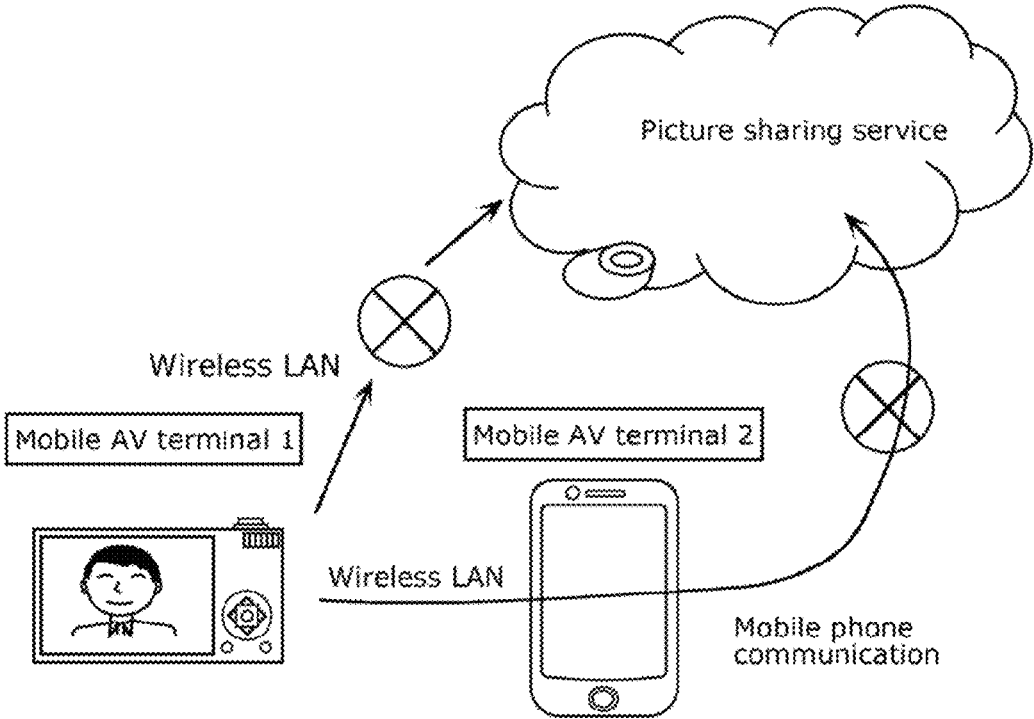 Picture sharing service
Wireless LAN
Mobile AV terminal 1
Mobile AV terminal 2
Wireless LAN
Mobile phone
communication